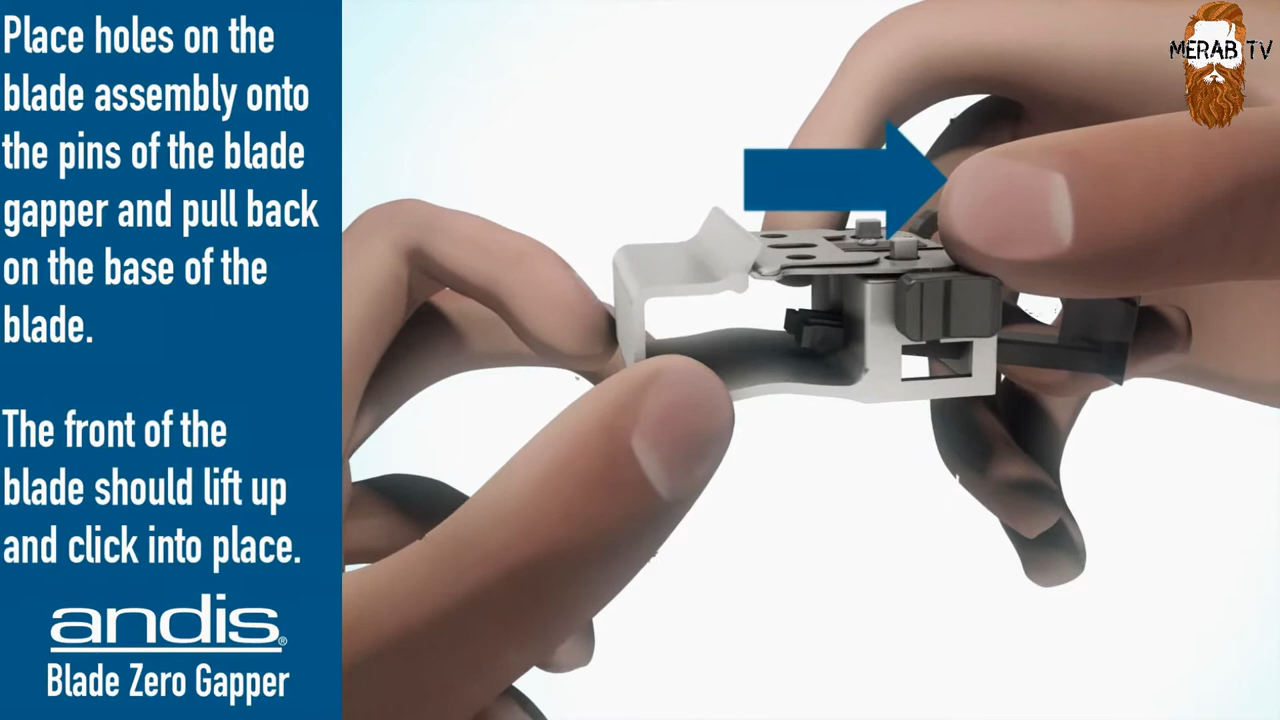 Place holes on the
blade assembly onto
the pins of the blade
gapper and pull back
on the base of the
blade.
The front of the
blade should lift up
and click into place.
andis®
Blade Zero Gapper
MERAB TV